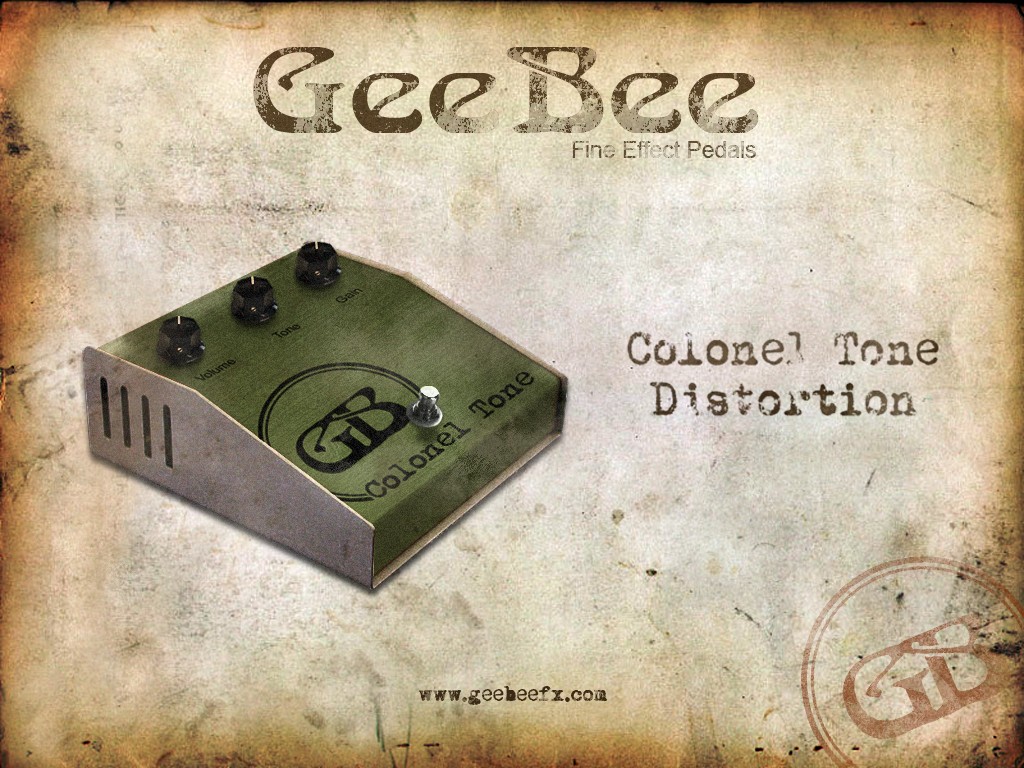 GeeBee
Fine Effect Pedals
Gain
Tone
Volume
GB
Colonel Tone
Colonel Tone
Distortion
www.geebeefx.com
GB